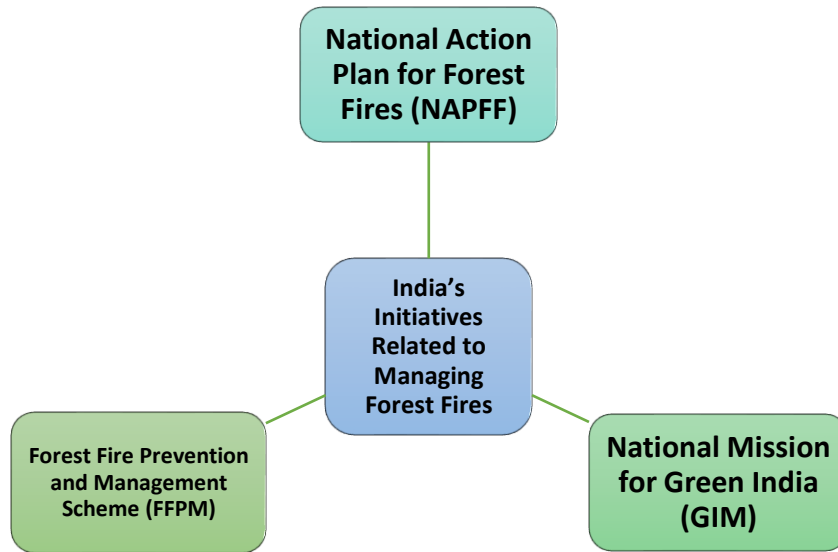 National Action
Plan for Forest
Fires (NAPFF)
India’s
Initiatives
Related to
Managing
Forest Fires
Forest Fire Prevention
and Management
Scheme (FFPM)
National Mission
for Green India
(GIM)